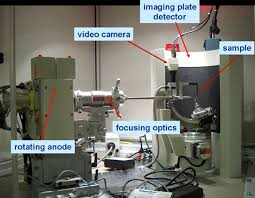 imaging plate
detector
video camera
sample
focusing optics
rotating anode